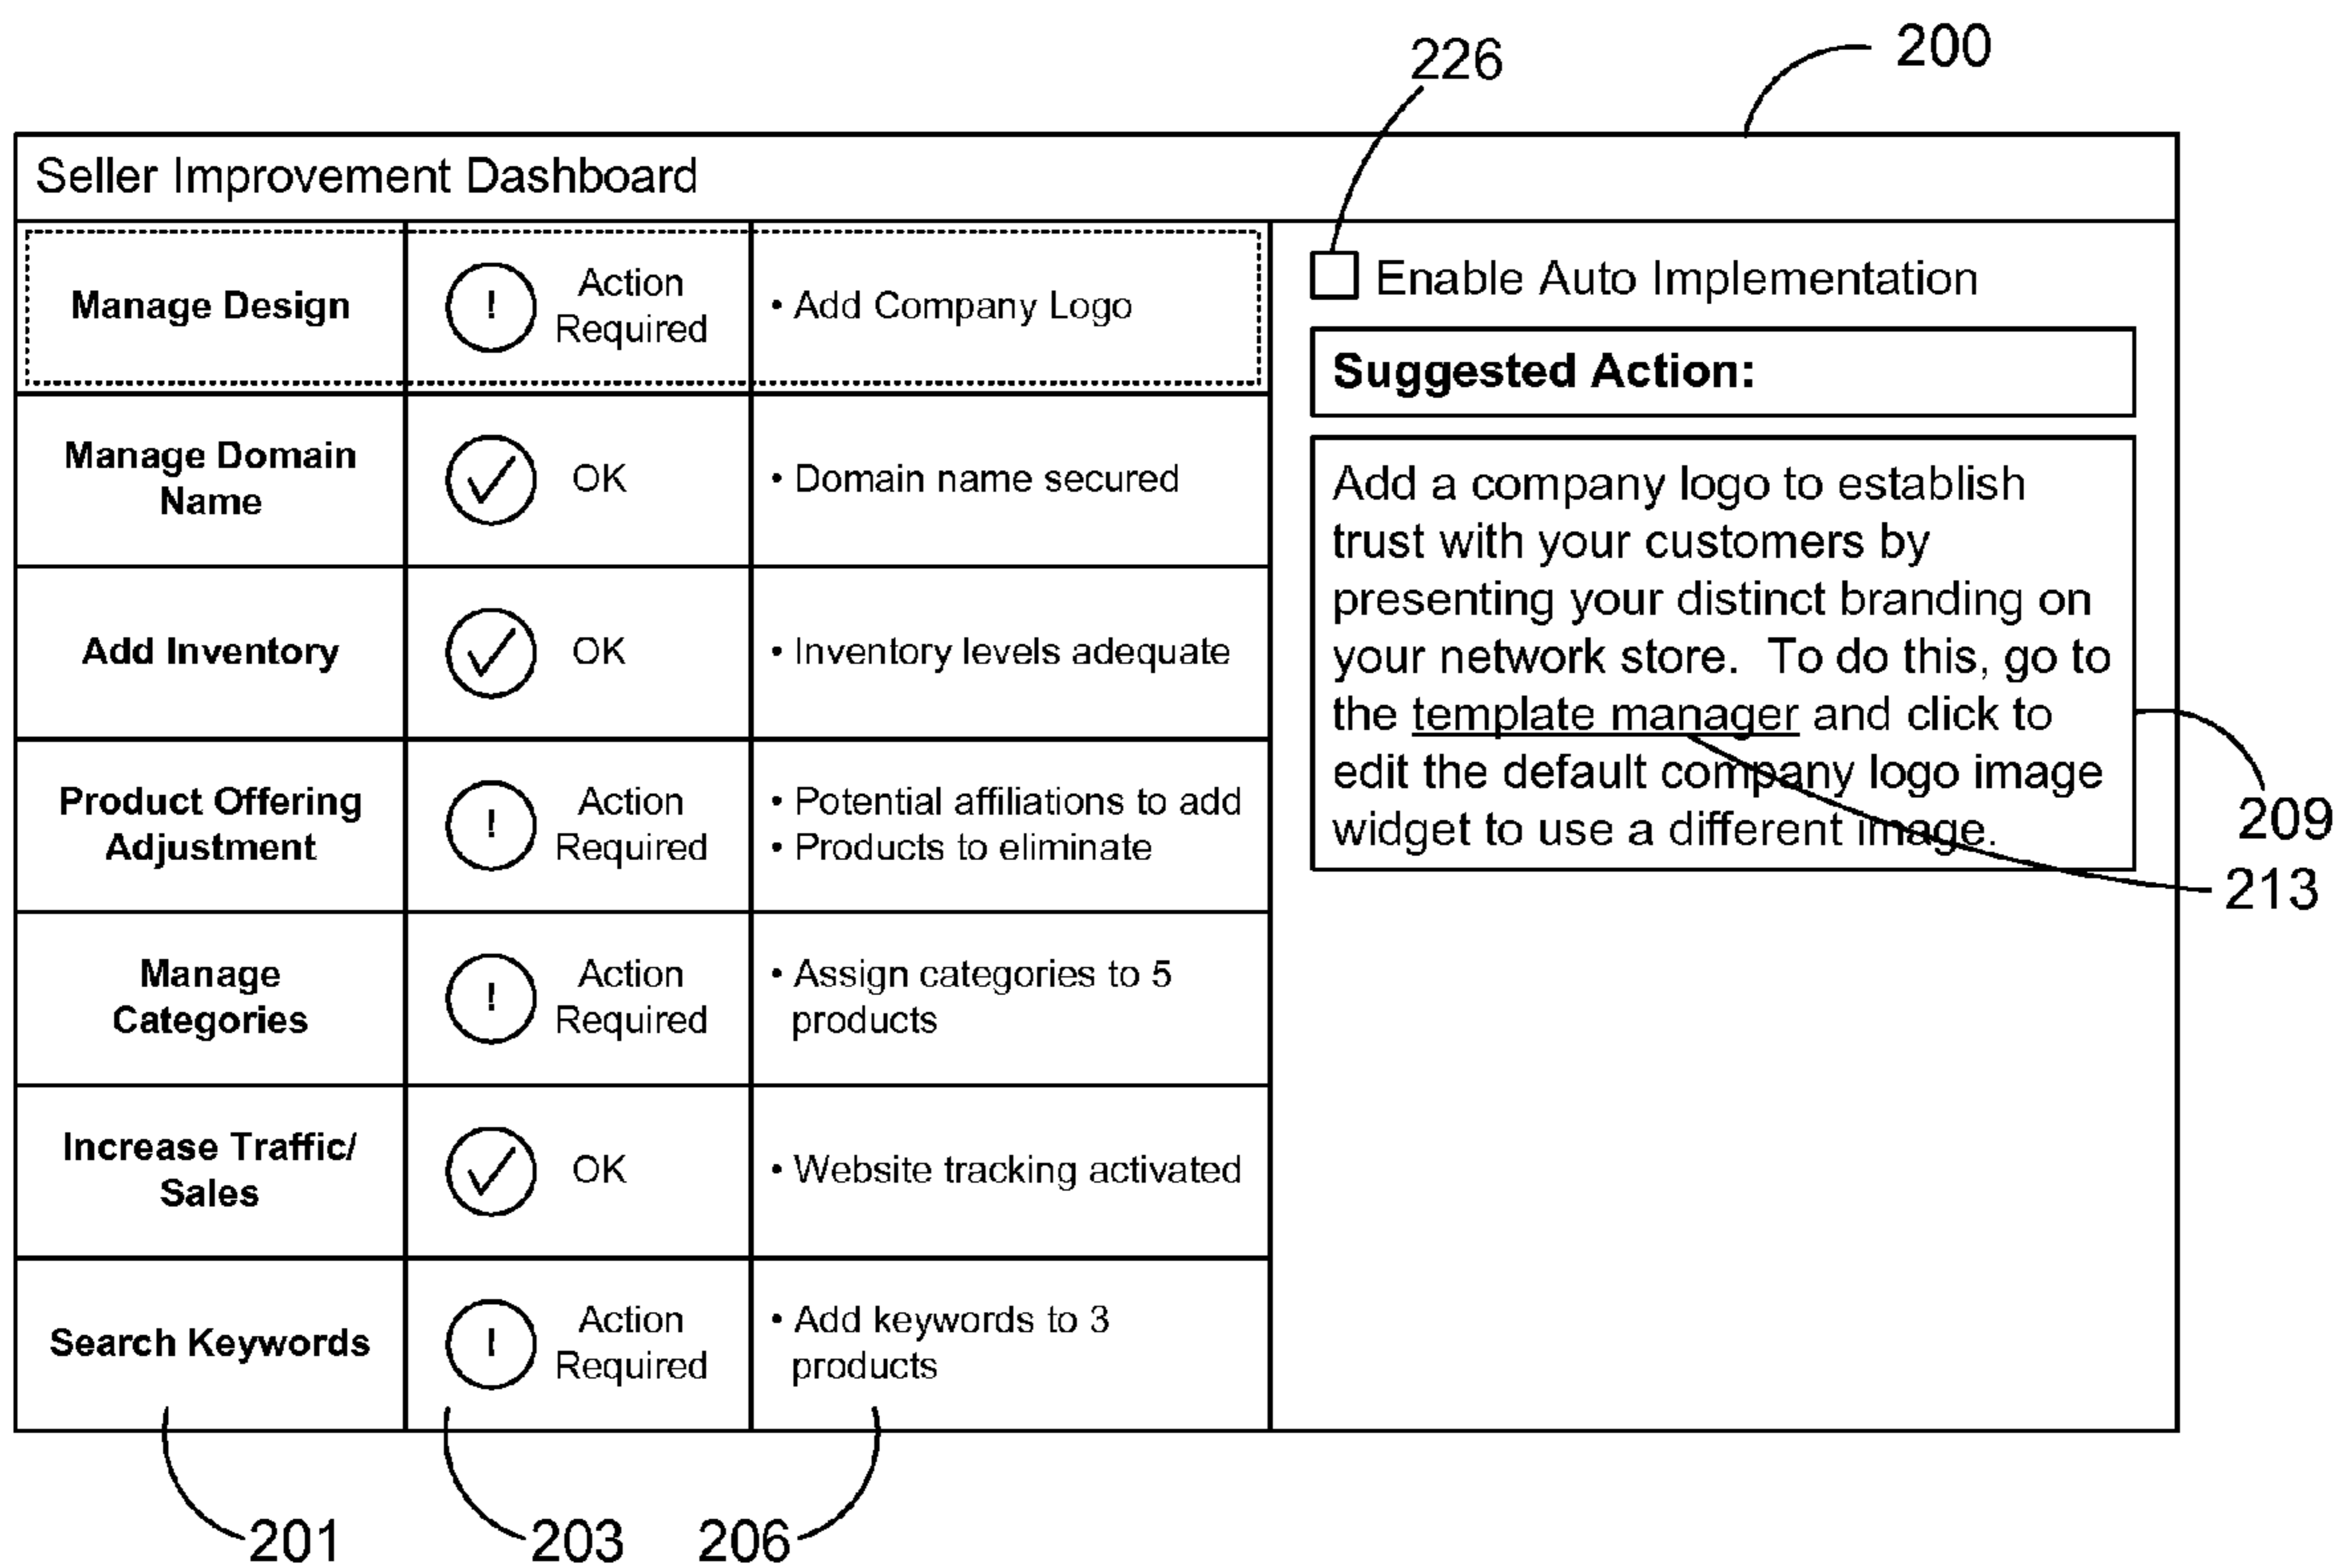 226
200
Seller Improvement Dashboard
Manage Design
! Action
Required
• Add Company Logo
Manage Domain
Name
OK
• Domain name secured
Add Inventory
OK
• Inventory levels adequate
Product Offering
Adjustment
! Action
Required
• Potential affiliations to add
• Products to eliminate
Manage
Categories
! Action
Required
• Assign categories to 5
products
Increase Traffic/
Sales
OK
• Website tracking activated
Search Keywords
! Action
Required
• Add keywords to 3
products
Enable Auto Implementation
Suggested Action:
Add a company logo to establish
trust with your customers by
presenting your distinct branding on
your network store. To do this, go to
the template manager and click to
edit the default company logo image
widget to use a different image.
209
213
201
203
206